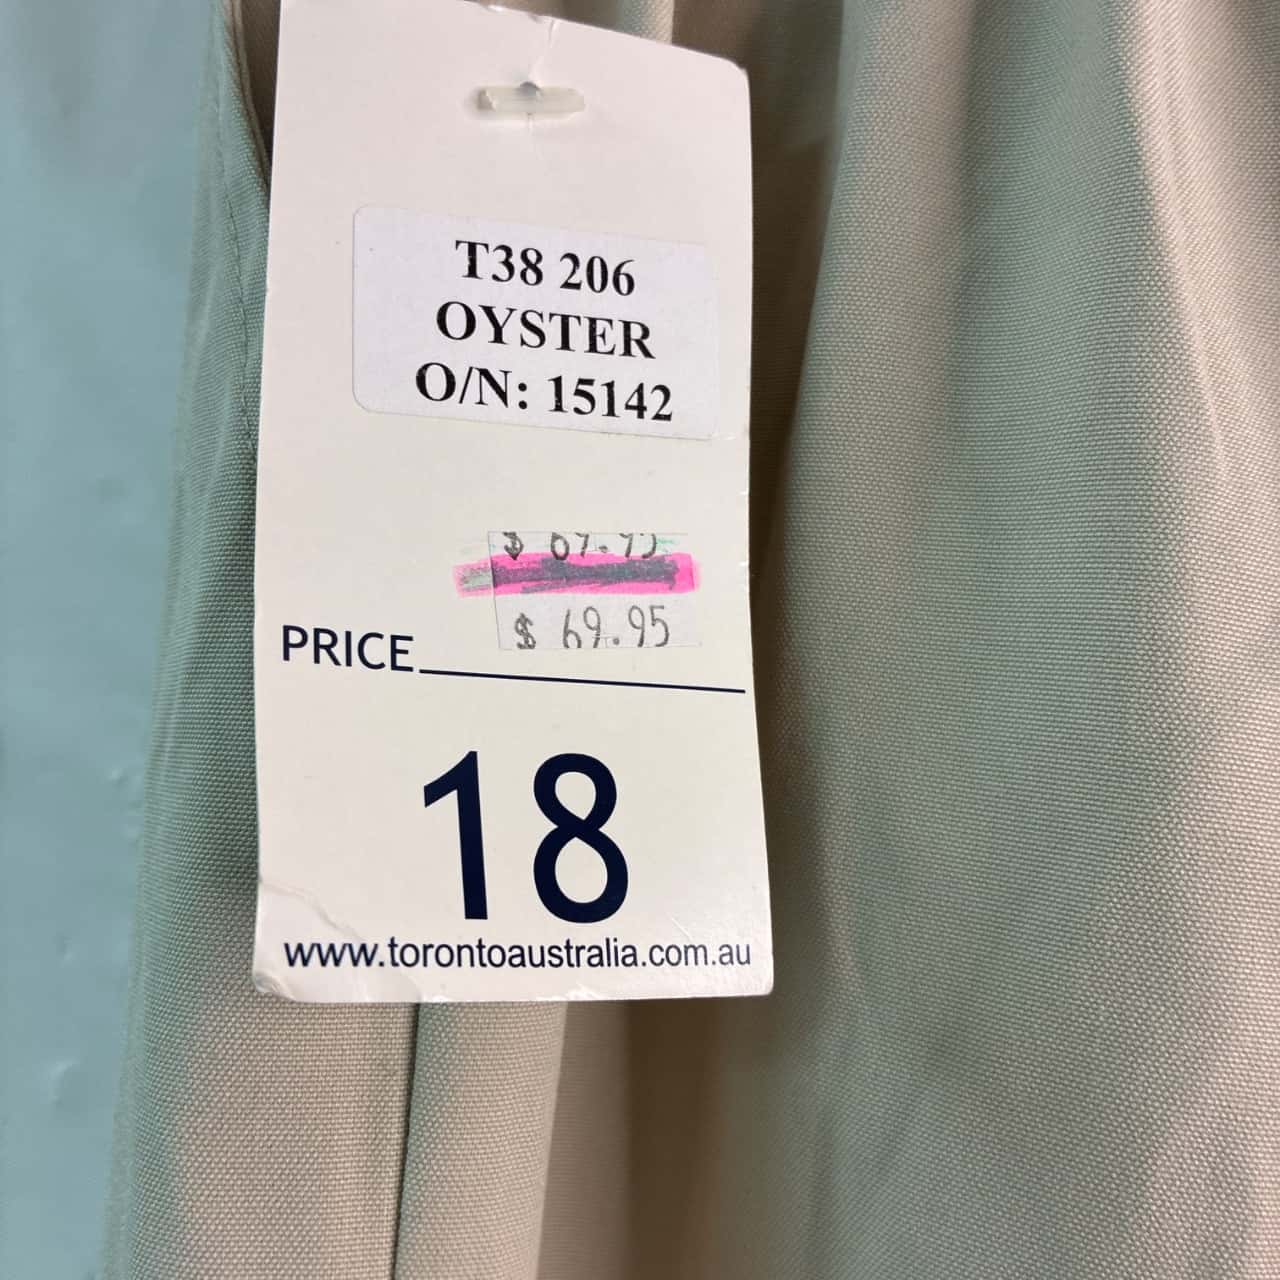 T38 206
OYSTER
O/N: 15142
$ 69.95
PRICE
18
www.torontoaustralia.com.au